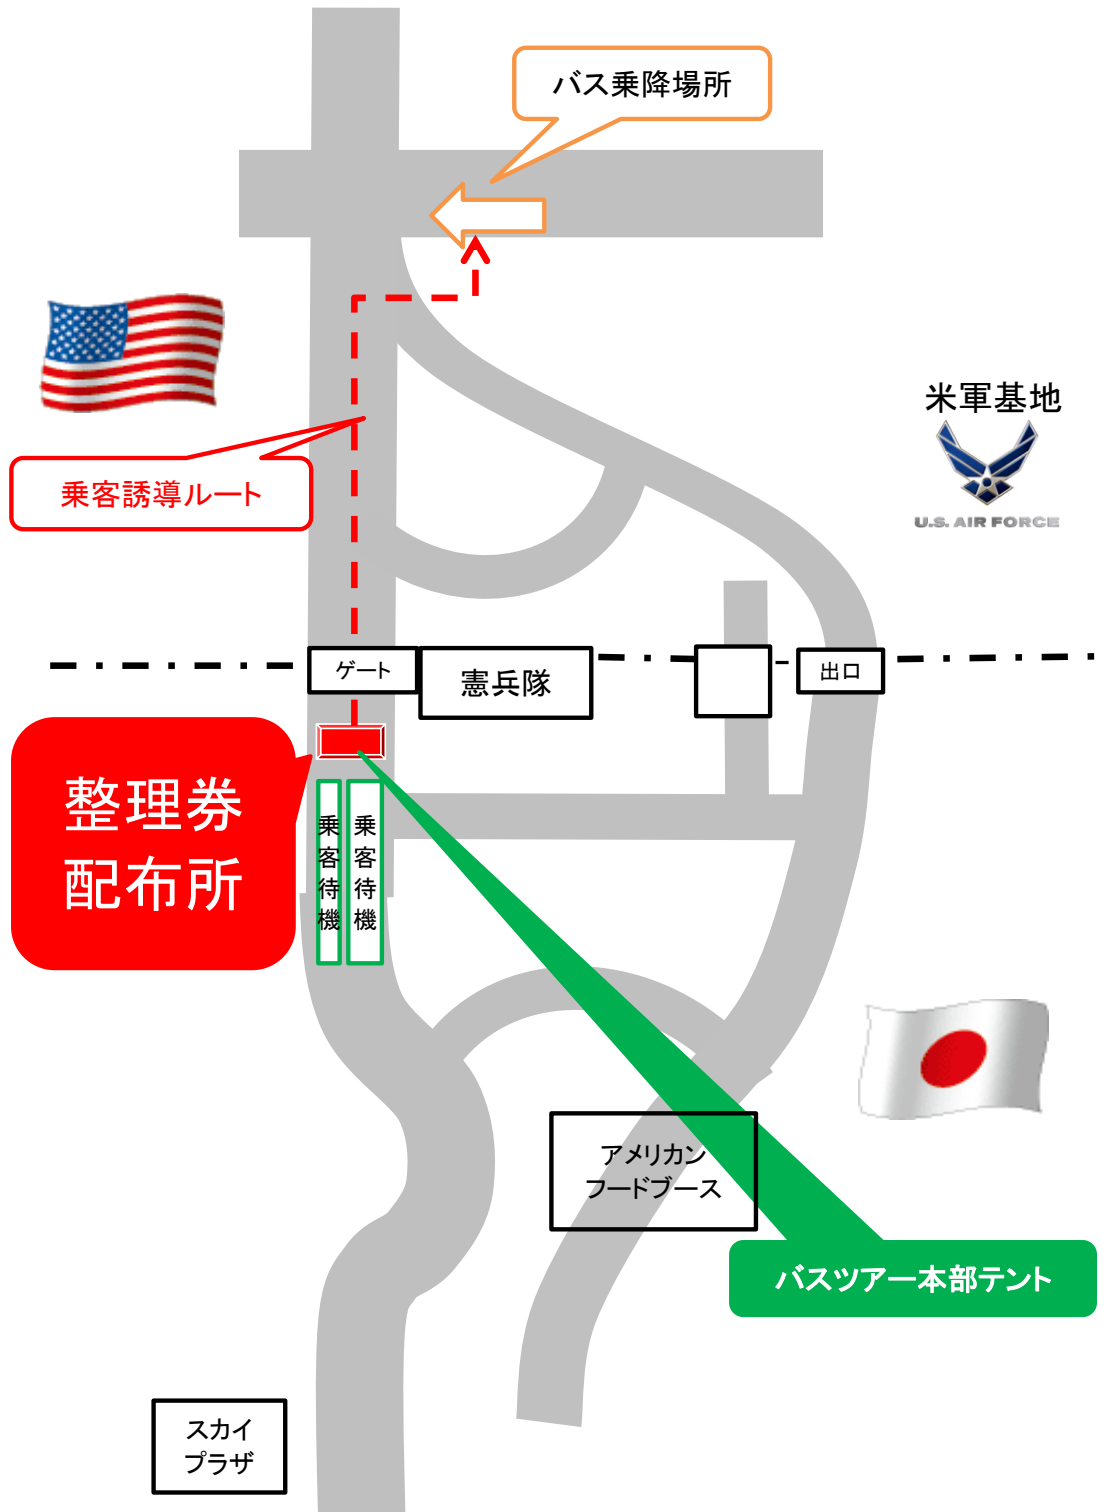 バス乗降場所
米軍基地
U.S. AIR FORCE
乗客誘導ルート
ゲート
憲兵隊
出口
整理券
配布所
乗客待機
乗客待機
アメリカン
フードブース
バスツアー本部テント
スカイ
プラザ